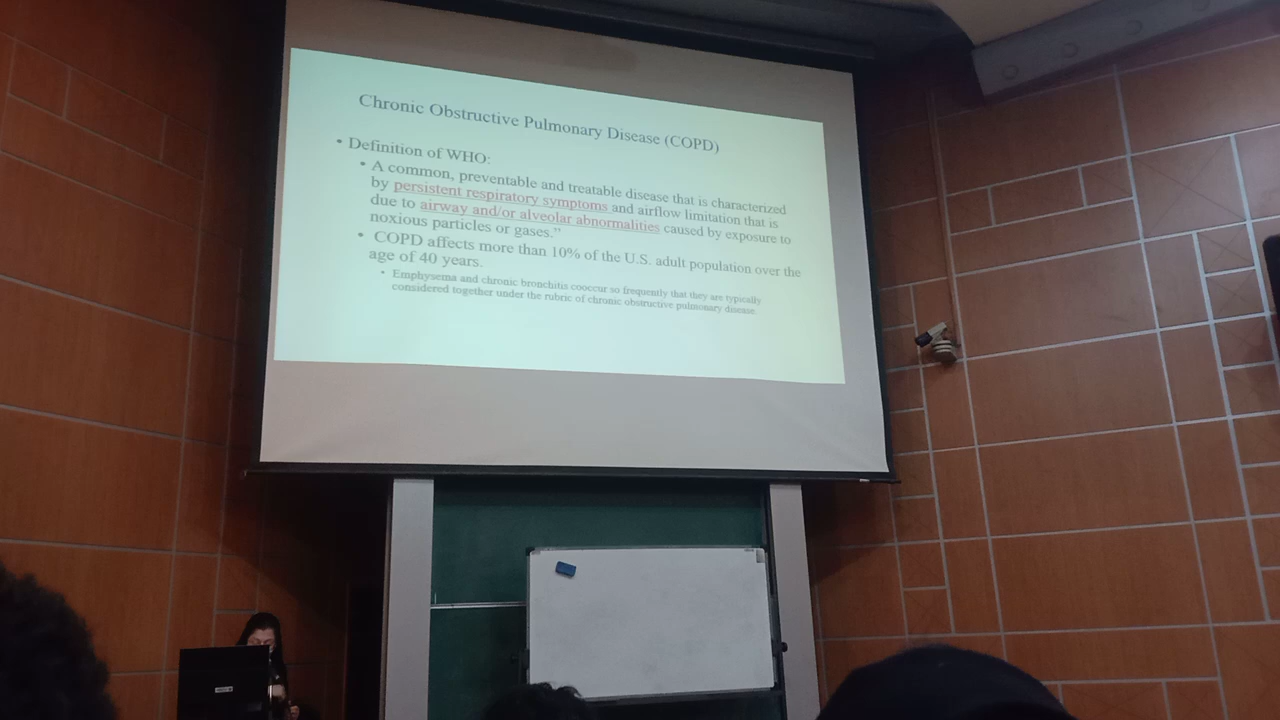 Chronic Obstructive Pulmonary Disease (COPD)
• Definition of WHO:
• A common, preventable and treatable disease that is characterized
by persistent respiratory symptoms and airflow limitation that is
due to airway and/or alveolar abnormalities caused by exposure to
noxious particles or gases."
• COPD affects more than 10% of the U.S. adult population over the
age of 40 years.
• Emphysema and chronic bronchitis cooccur so frequently that they are typically
considered together under the rubric of chronic obstructive pulmonary disease